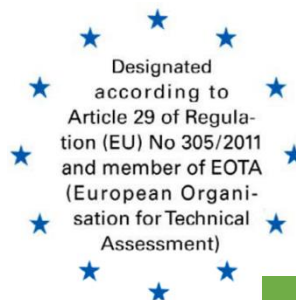 Designated
according to
Article 29 of Regula-
tion (EU) No 305/2011
and member of EOTA
(European Organi-
sation for Technical
Assessment)